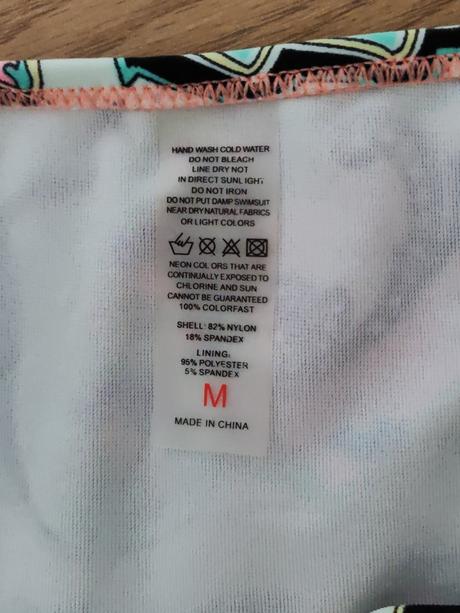 HAND WASH COLD WATER
DO NOT BLEACH
LINE DRY NOT
IN DIRECT SUNLIGHT
DO NOT IRON
DO NOT PUT DAMP SWIMSUIT
NEAR DRY NATURAL FABRICS
OR LIGHT COLORS
NEON COLORS THAT ARE
CONTINUALLY EXPOSED TO
CHLORINE AND SUN
CANNOT BE GUARANTEED
100% COLORFAST
SHELL: 82% NYLON
18% SPANDEX
LINING:
95% POLYESTER
5% SPANDEX
M
MADE IN CHINA